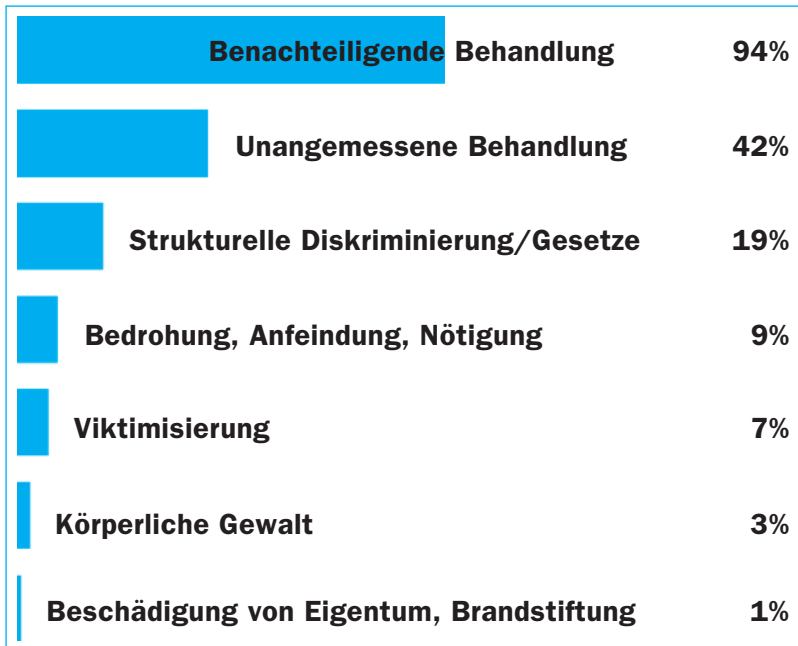 Benachteiligende Behandlung 94%
Unangemessene Behandlung 42%
Strukturelle Diskriminierung/Gesetze 19%
Bedrohung, Anfeindung, Nötigung 9%
Viktimisierung 7%
Körperliche Gewalt 3%
Beschädigung von Eigentum, Brandstiftung 1%